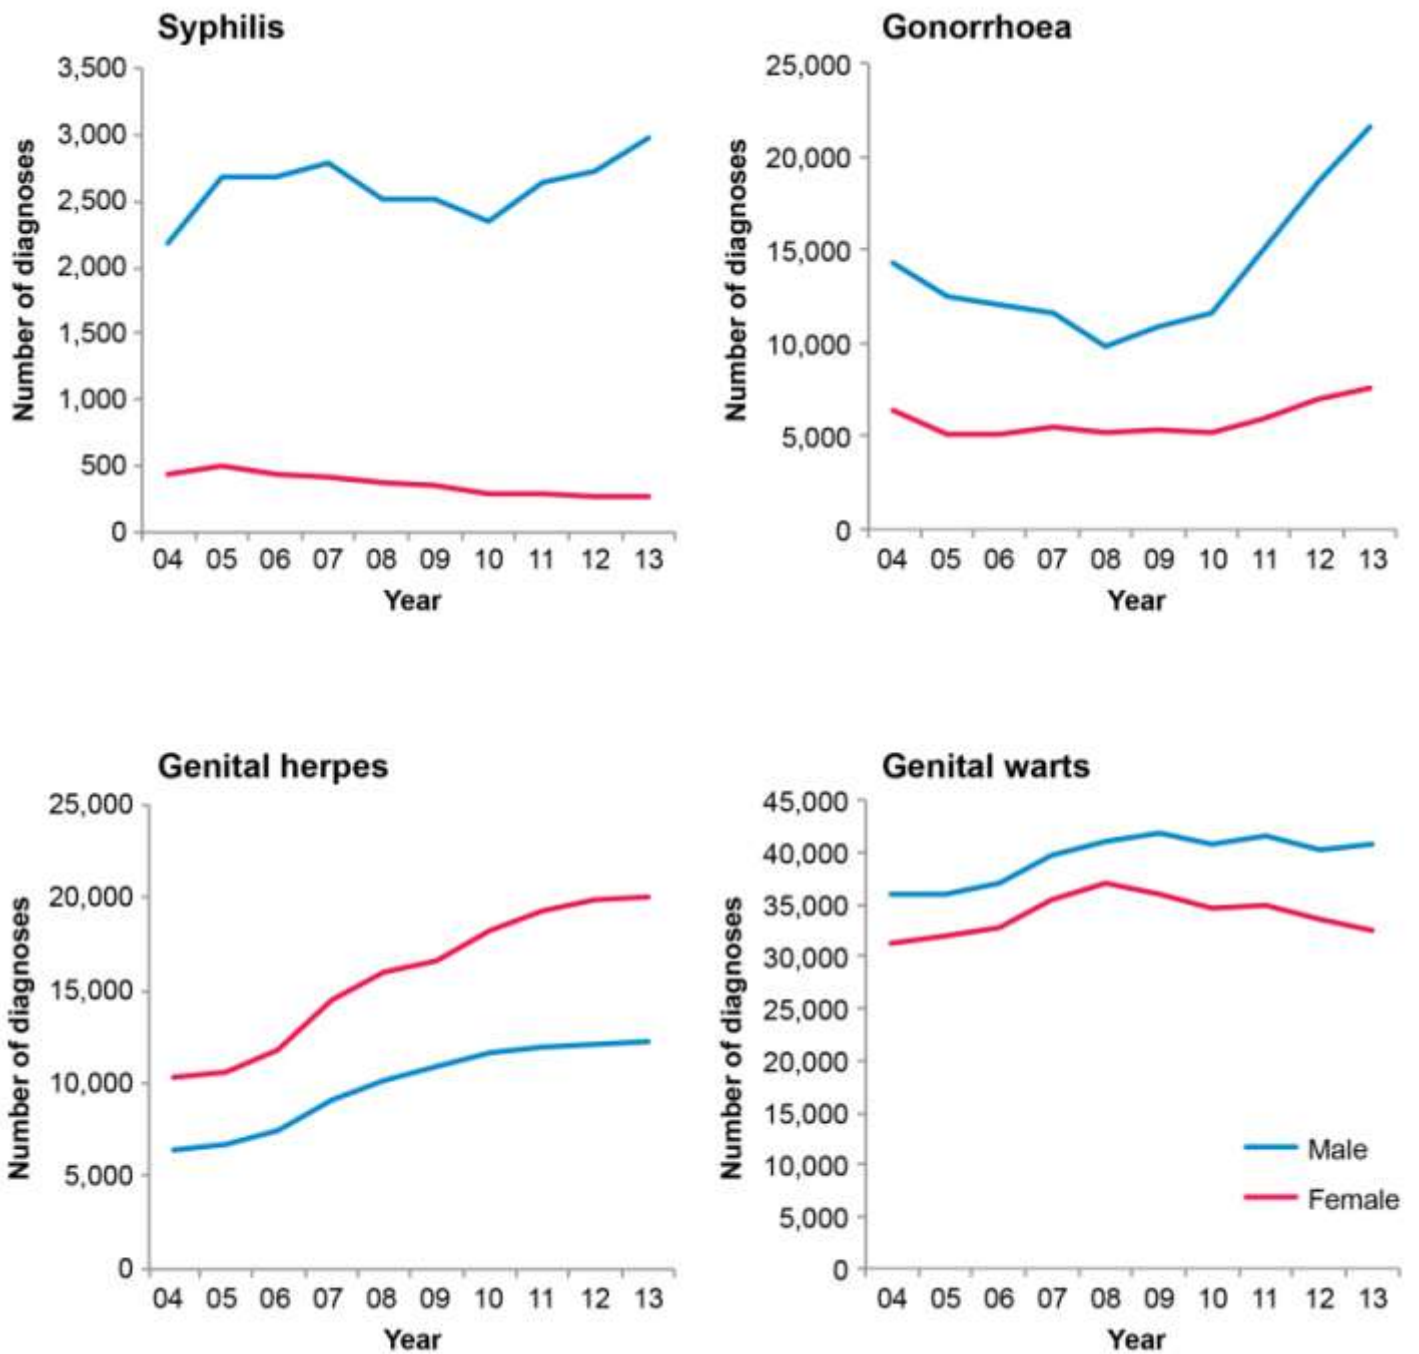 Syphilis
3,500
3,000
2,500
2,000
1,500
1,000
500
0
Number of diagnoses
04 05 06 07 08 09 10 11 12 13
Year
Gonorrhoea
25,000
20,000
15,000
10,000
5,000
0
Number of diagnoses
04 05 06 07 08 09 10 11 12 13
Year
Genital herpes
25,000
20,000
15,000
10,000
5,000
0
Number of diagnoses
04 05 06 07 08 09 10 11 12 13
Year
Genital warts
45,000
40,000
35,000
30,000
25,000
20,000
15,000
10,000
5,000
0
Number of diagnoses
Male
Female
04 05 06 07 08 09 10 11 12 13
Year